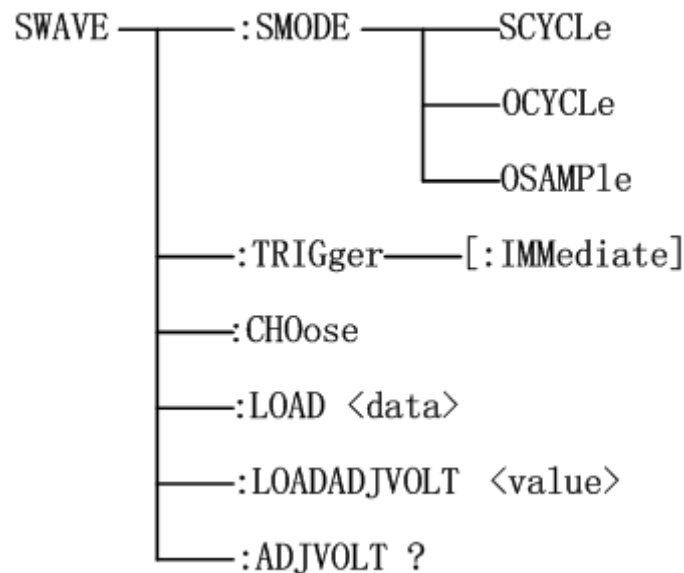 SWAVE :SMODE SCYCLe
OCYCLe
OSAMPle
:TRIGger [:IMMediate]
:CHOose
:LOAD <data>
:LOADADJVOLT <value>
:ADJVOLT ?